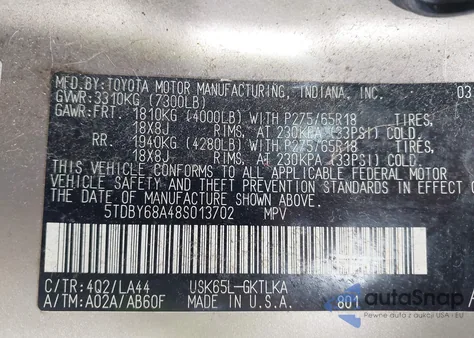 MFD.BY:TOYOTA MOTOR MANUFACTURING, INDIANA, INC. 03
GVWR:3310KG (7300LB)
GAWR:FRT. 1810KG (4000LB) WITH P275/65R18 TIRES,
18X8J RIMS, AT 230KPA (33PSI) COLD.
RR. 1940KG (4280LB) WITH P275/65R18 TIRES,
18X8J RIMS, AT 230KPA (33PSI) COLD.
THIS VEHICLE CONFORMS TO ALL APPLICABLE FEDERAL MOTOR
VEHICLE SAFETY AND THEFT PREVENTION STANDARDS IN EFFECT ON
THE DATE OF MANUFACTURE SHOWN ABOVE.
5TDBY68A48S013702 MPV
C/TR:4Q2/LA44 USK65L-GKTLKA
A/TM:A02A/AB60F MADE IN U.S.A. 801
autoSnap